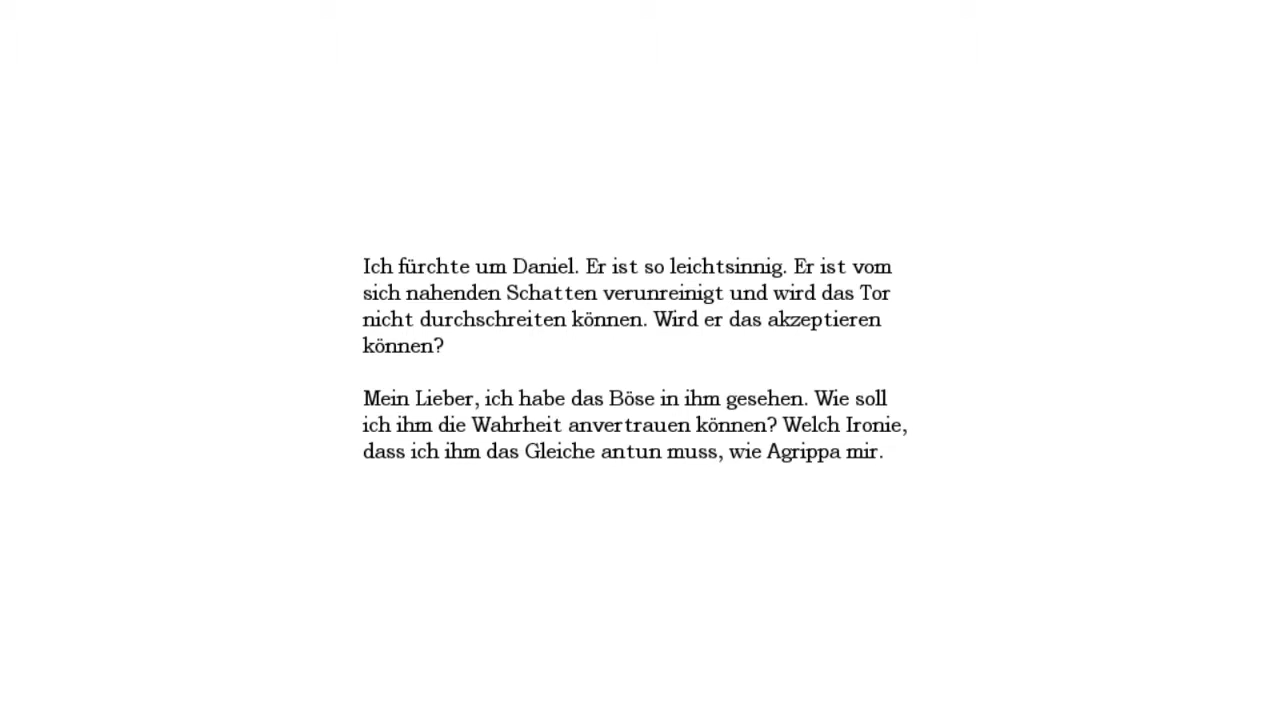 Ich fürchte um Daniel. Er ist so leichtsinnig. Er ist vom
sich nahenden Schatten verunreinigt und wird das Tor
nicht durchschreiten können. Wird er das akzeptieren
können?
Mein Lieber, ich habe das Böse in ihm gesehen. Wie soll
ich ihm die Wahrheit anvertrauen können? Welch Ironie,
dass ich ihm das Gleiche antun muss, wie Agrippa mir.